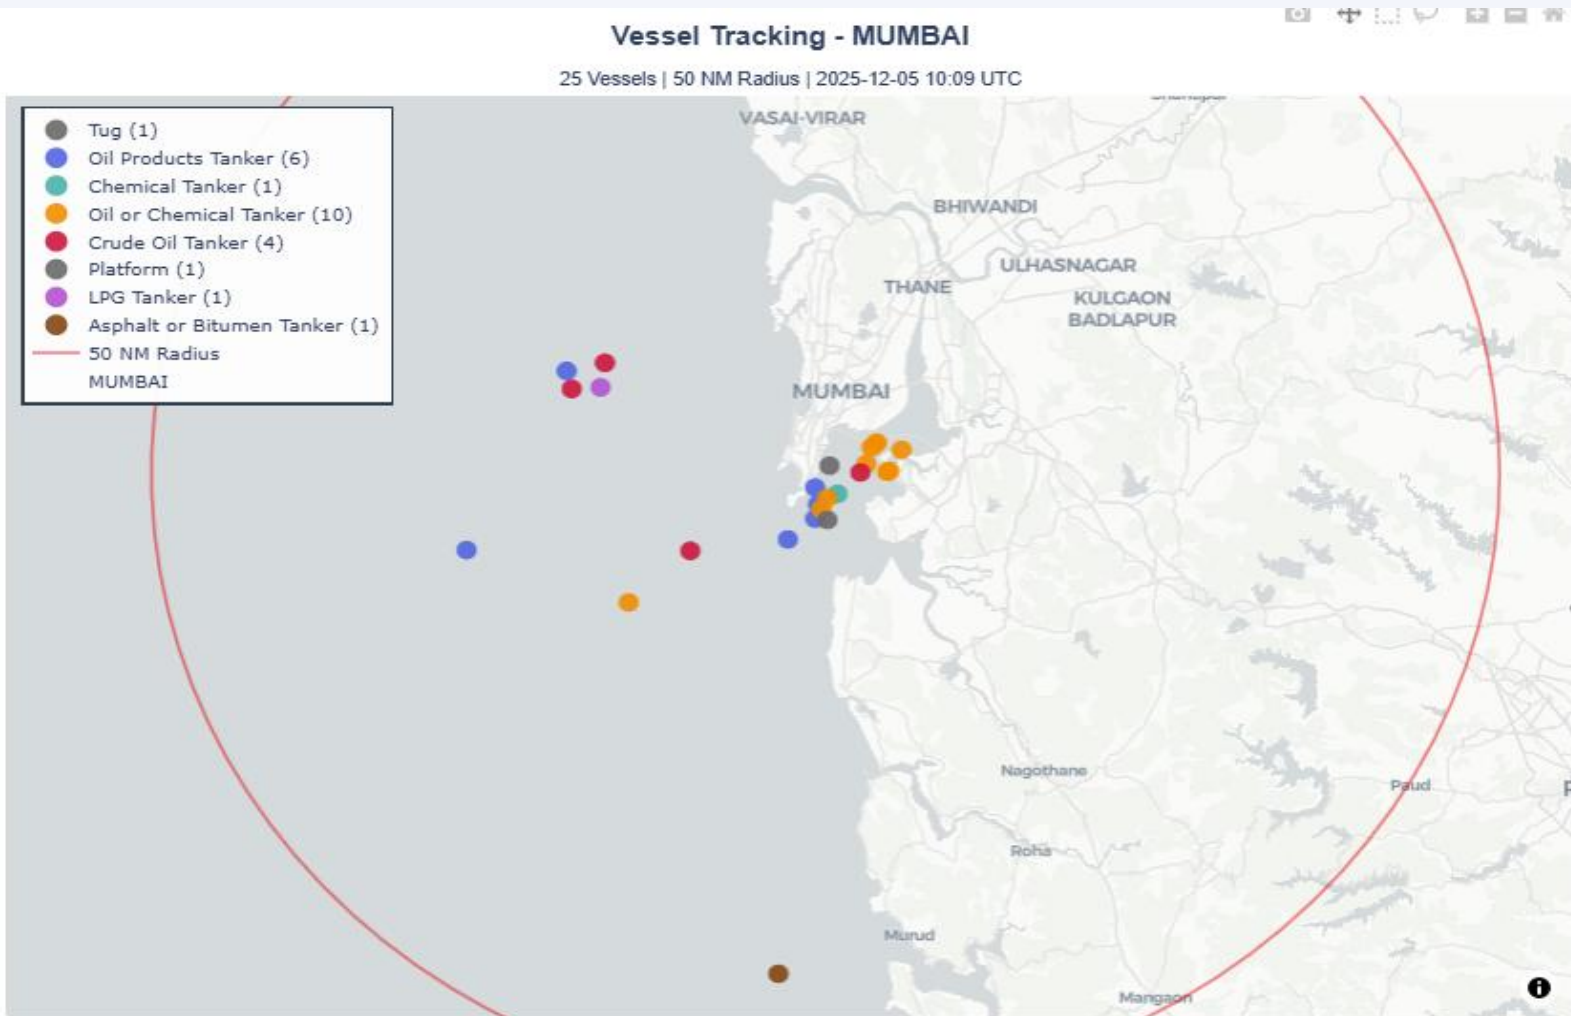 Vessel Tracking - MUMBAI
25 Vessels | 50 NM Radius | 2025-12-05 10:09 UTC
Tug (1)
Oil Products Tanker (6)
Chemical Tanker (1)
Oil or Chemical Tanker (10)
Crude Oil Tanker (4)
Platform (1)
LPG Tanker (1)
Asphalt or Bitumen Tanker (1)
50 NM Radius
MUMBAI
VASAI-VIRAR
BHIWANDI
ULHASNAGAR
THANE
KULGAON
BADLAPUR
MUMBAI
Nagothane
Paud
Roha
Murud
Mangaon